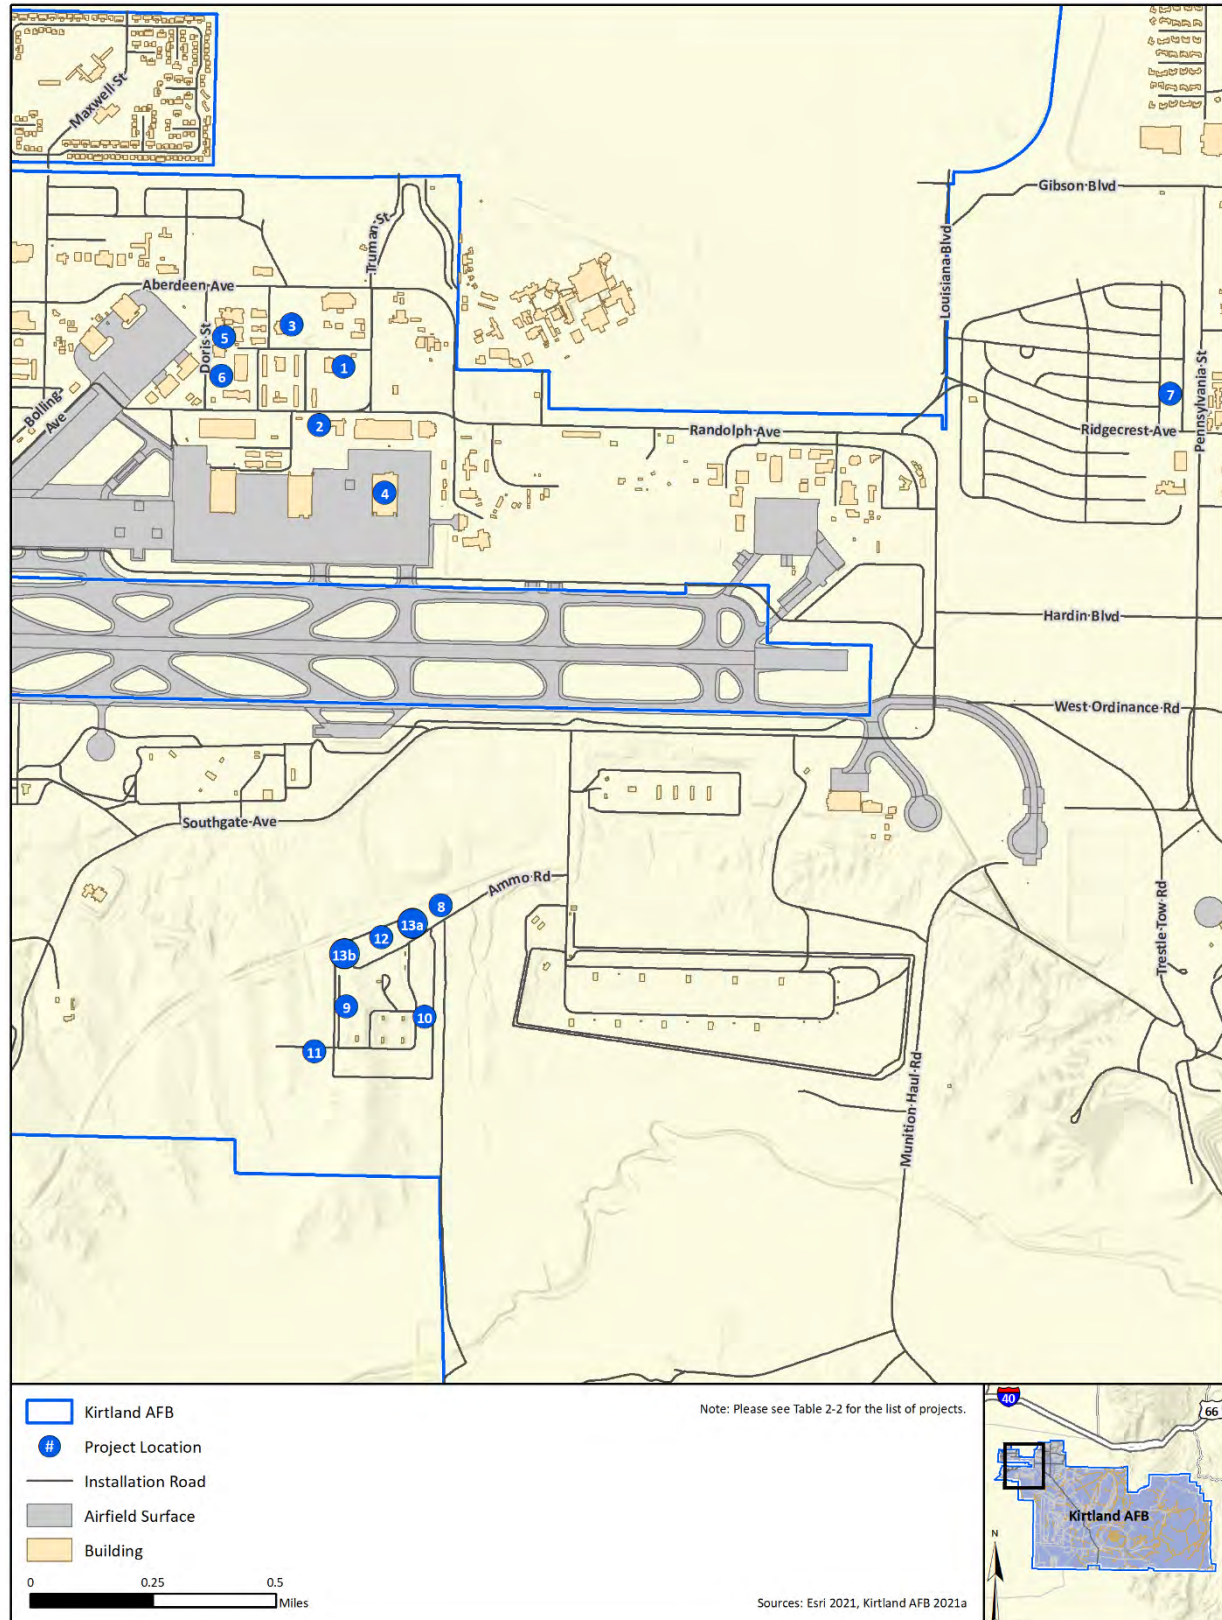 Maxwell St
Gibson Blvd
Truman St
Louisiana Blvd
Aberdeen Ave
Doris St
3
5
1
6
7
Pennsylvania St
Bolling
Ave
2
Randolph Ave
Ridgecrest Ave
4
Hardin Blvd
West Ordinance Rd
Southgate Ave
Ammo Rd
8
13a
12
13b
Trestle Tow Rd
9
10
11
Munition Haul Rd
Kirtland AFB
# Project Location
Installation Road
Airfield Surface
Building
0 0.25 0.5
Miles
Note: Please see Table 2-2 for the list of projects.
Sources: Esri 2021, Kirtland AFB 2021a
40
66
Kirtland AFB
N